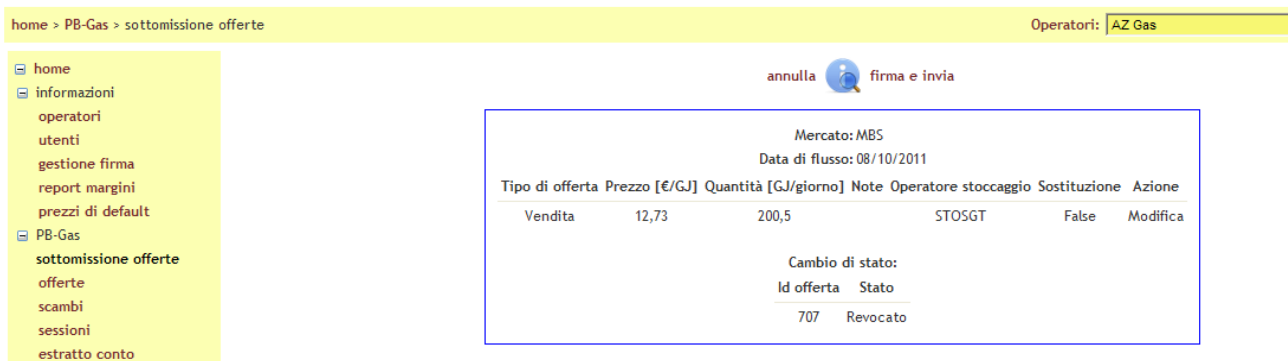 home > PB-Gas > sottomissione offerte
Operatori: AZ Gas
home
informazioni
operatori
utenti
gestione firma
report margini
prezzi di default
PB-Gas
sottomissione offerte
offerte
scambi
sessioni
estratto conto
annulla firma e invia
Mercato: MBS
Data di flusso: 08/10/2011
Tipo di offerta Prezzo [€/GJ] Quantità [GJ/giorno] Note Operatore stoccaggio Sostituzione Azione
Vendita 12,73 200,5 STOSGT False Modifica
Cambio di stato:
Id offerta Stato
707 Revocato